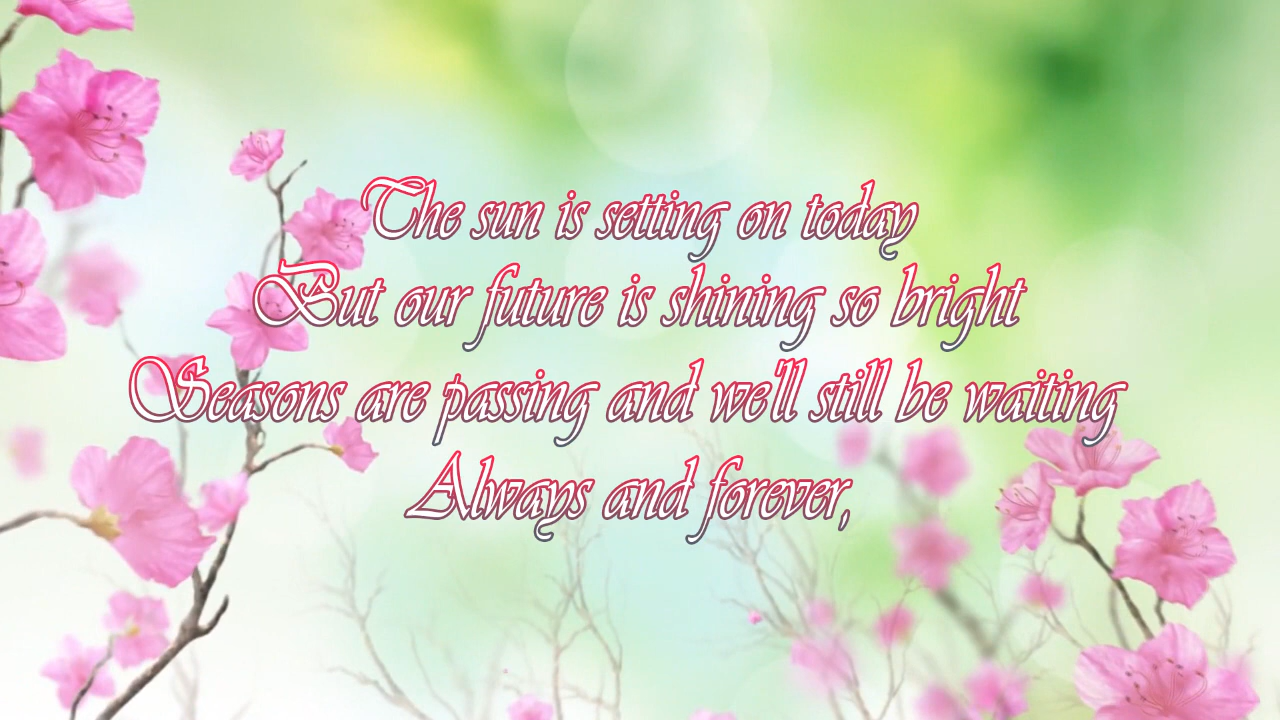 The sun is setting on today
But our future is shining so bright
Seasons are passing and we'll still be waiting
Always and forever,